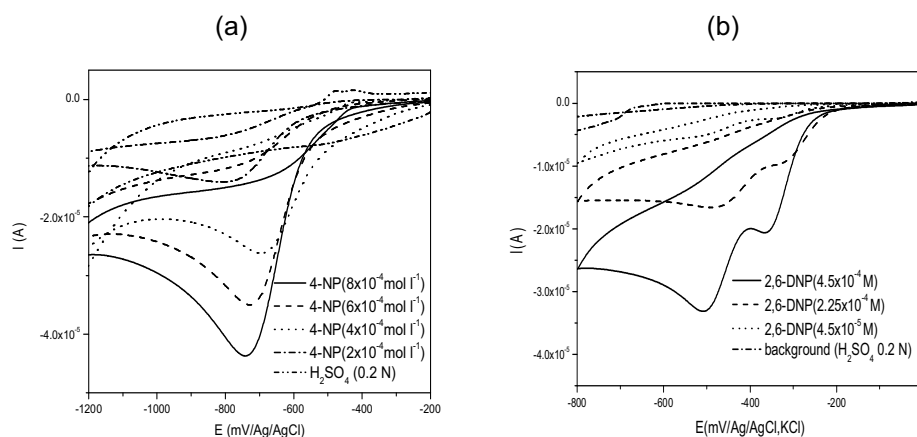 (a)
(b)
0.0
-2.0x10⁻⁵
-4.0x10⁻⁵
I (A)
4-NP(8x10⁻⁴mol l⁻¹)
4-NP(6x10⁻⁴mol l⁻¹)
4-NP(4x10⁻⁴mol l⁻¹)
4-NP(2x10⁻⁴mol l⁻¹)
H₂SO₄ (0.2 N)
-1200 -1000 -800 -600 -400 -200
E (mV/Ag/AgCl)
0.0
-1.0x10⁻⁵
-2.0x10⁻⁵
-3.0x10⁻⁵
-4.0x10⁻⁵
I (A)
2,6-DNP(4.5x10⁻⁴ M)
2,6-DNP(2.25x10⁻⁴ M)
2,6-DNP(4.5x10⁻⁵ M)
background (H₂SO₄ 0.2 N)
-800 -600 -400 -200 0
E(mV/Ag/AgCl,KCl)